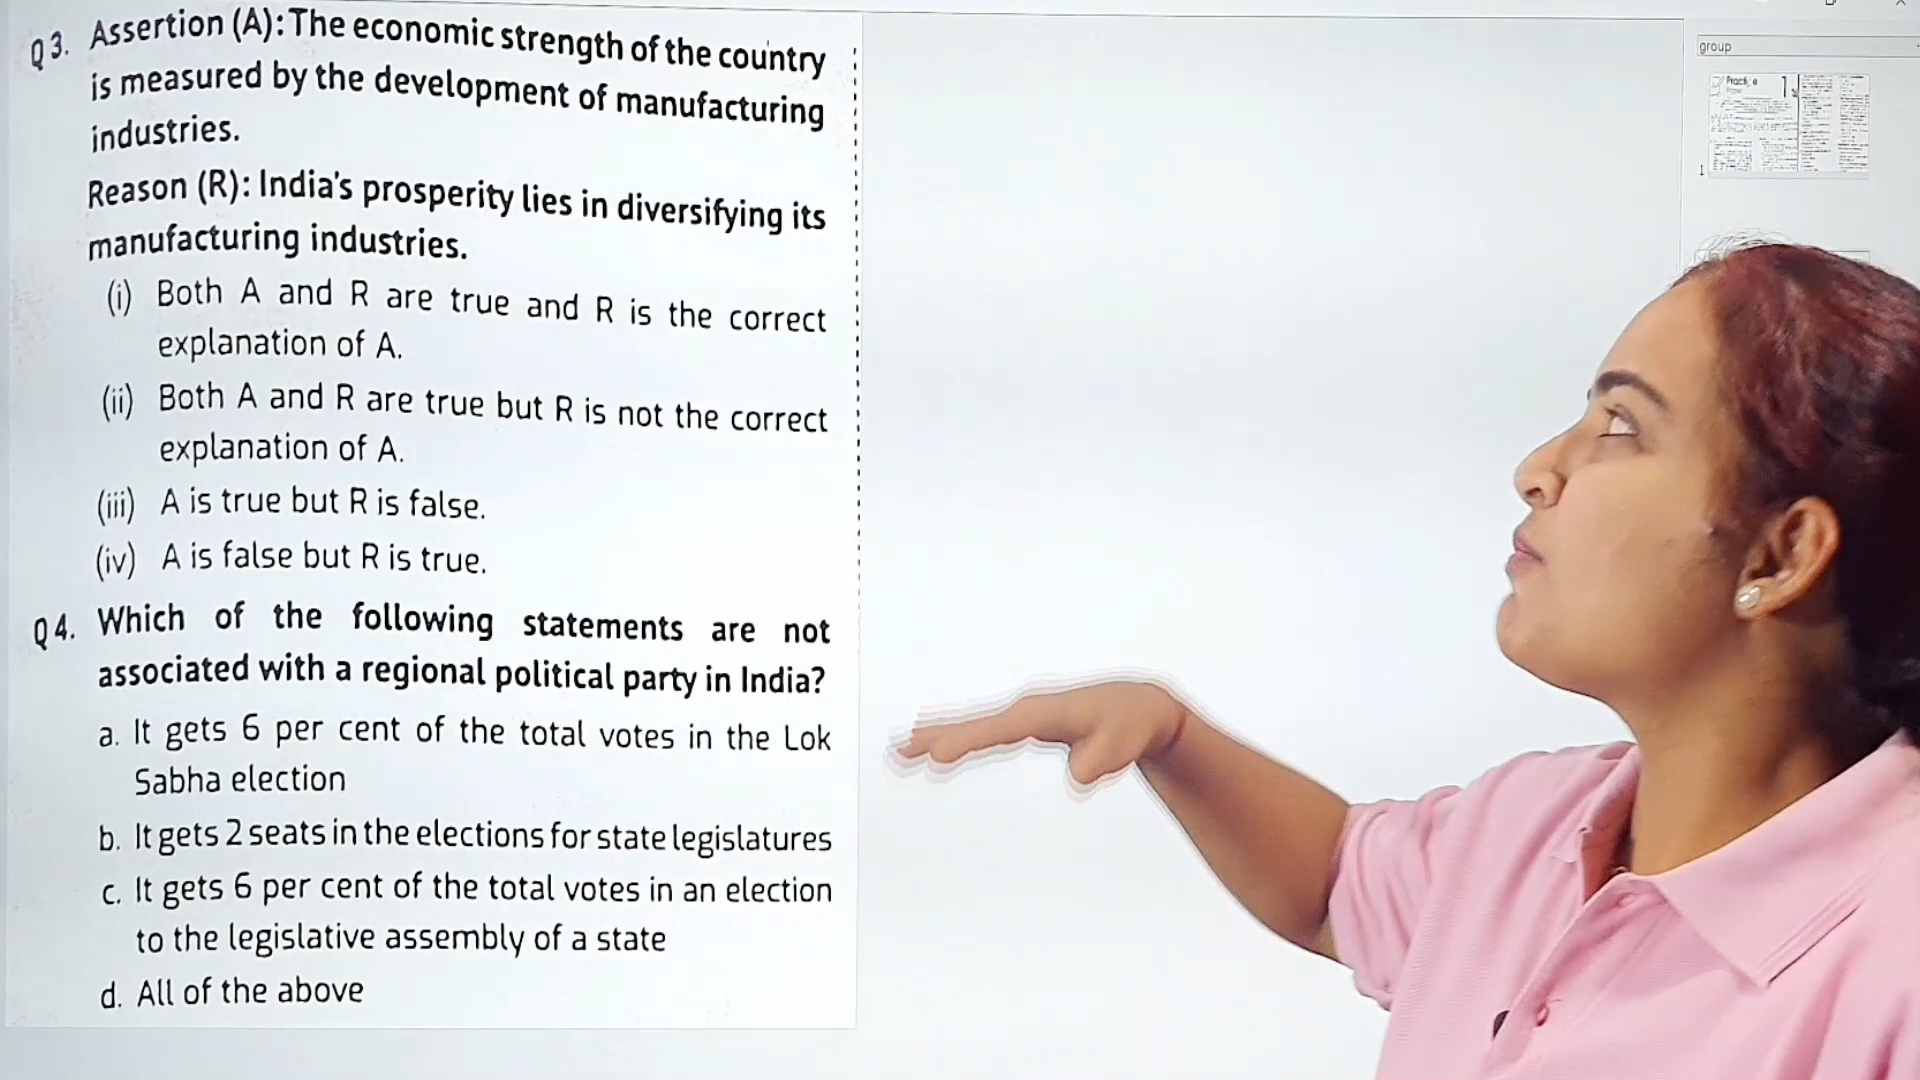 Q 3. Assertion (A): The economic strength of the country
is measured by the development of manufacturing
industries.
Reason (R): India's prosperity lies in diversifying its
manufacturing industries.
(i) Both A and R are true and R is the correct
explanation of A.
(ii) Both A and R are true but R is not the correct
explanation of A.
(iii) A is true but R is false.
(iv) A is false but R is true.
Q 4. Which of the following statements are not
associated with a regional political party in India?
a. It gets 6 per cent of the total votes in the Lok
Sabha election
b. It gets 2 seats in the elections for state legislatures
c. It gets 6 per cent of the total votes in an election
to the legislative assembly of a state
d. All of the above
group
1